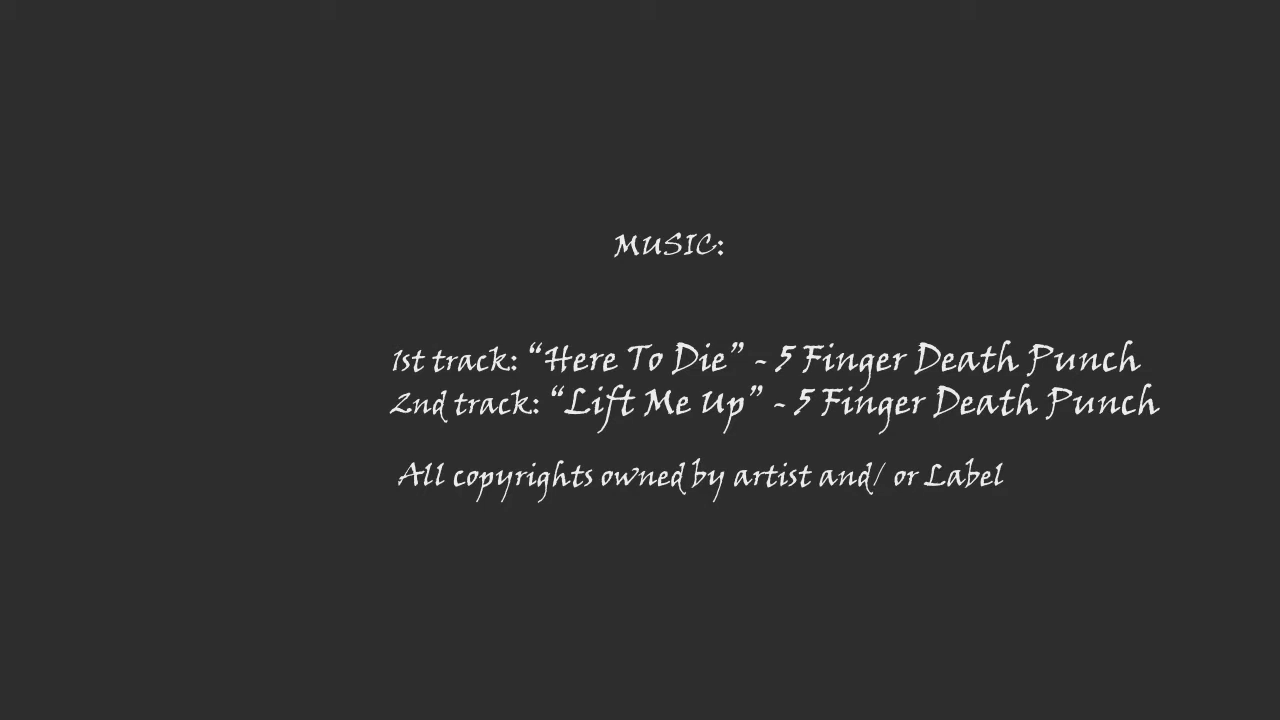 MUSIC:
1st track: “Here To Die” - 5 Finger Death Punch
2nd track: “Lift Me Up” - 5 Finger Death Punch
All copyrights owned by artist and/ or Label